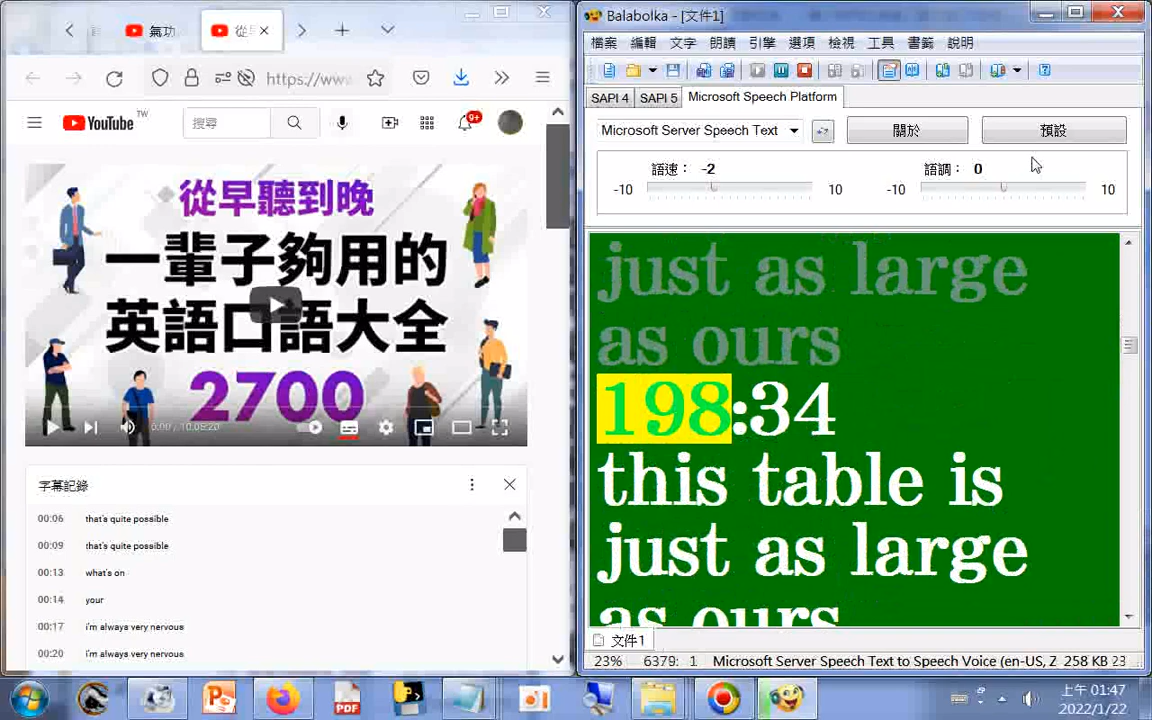 氣功
從
https://www
YouTube TW
搜尋
9+
從早聽到晚
一輩子夠用的
英語口語大全
2700
0:00 / 10:08:20
字幕記錄
00:06 that's quite possible
00:09 that's quite possible
00:13 what's on
00:14 your
00:17 i'm always very nervous
00:20 i'm always very nervous
Balabolka - [文件1]
檔案 編輯 文字 朗讀 引擎 選項 檢視 工具 書籤 說明
SAPI 4 SAPI 5 Microsoft Speech Platform
Microsoft Server Speech Text 關於 預設
語速： -2 語調： 0
-10 10 -10 10
just as large
as ours
198:34
this table is
just as large
as ours
文件1
23% 6379: 1 Microsoft Server Speech Text to Speech Voice (en-US, Z 258 KB 23
PDF
上午 01:47
2022/1/22